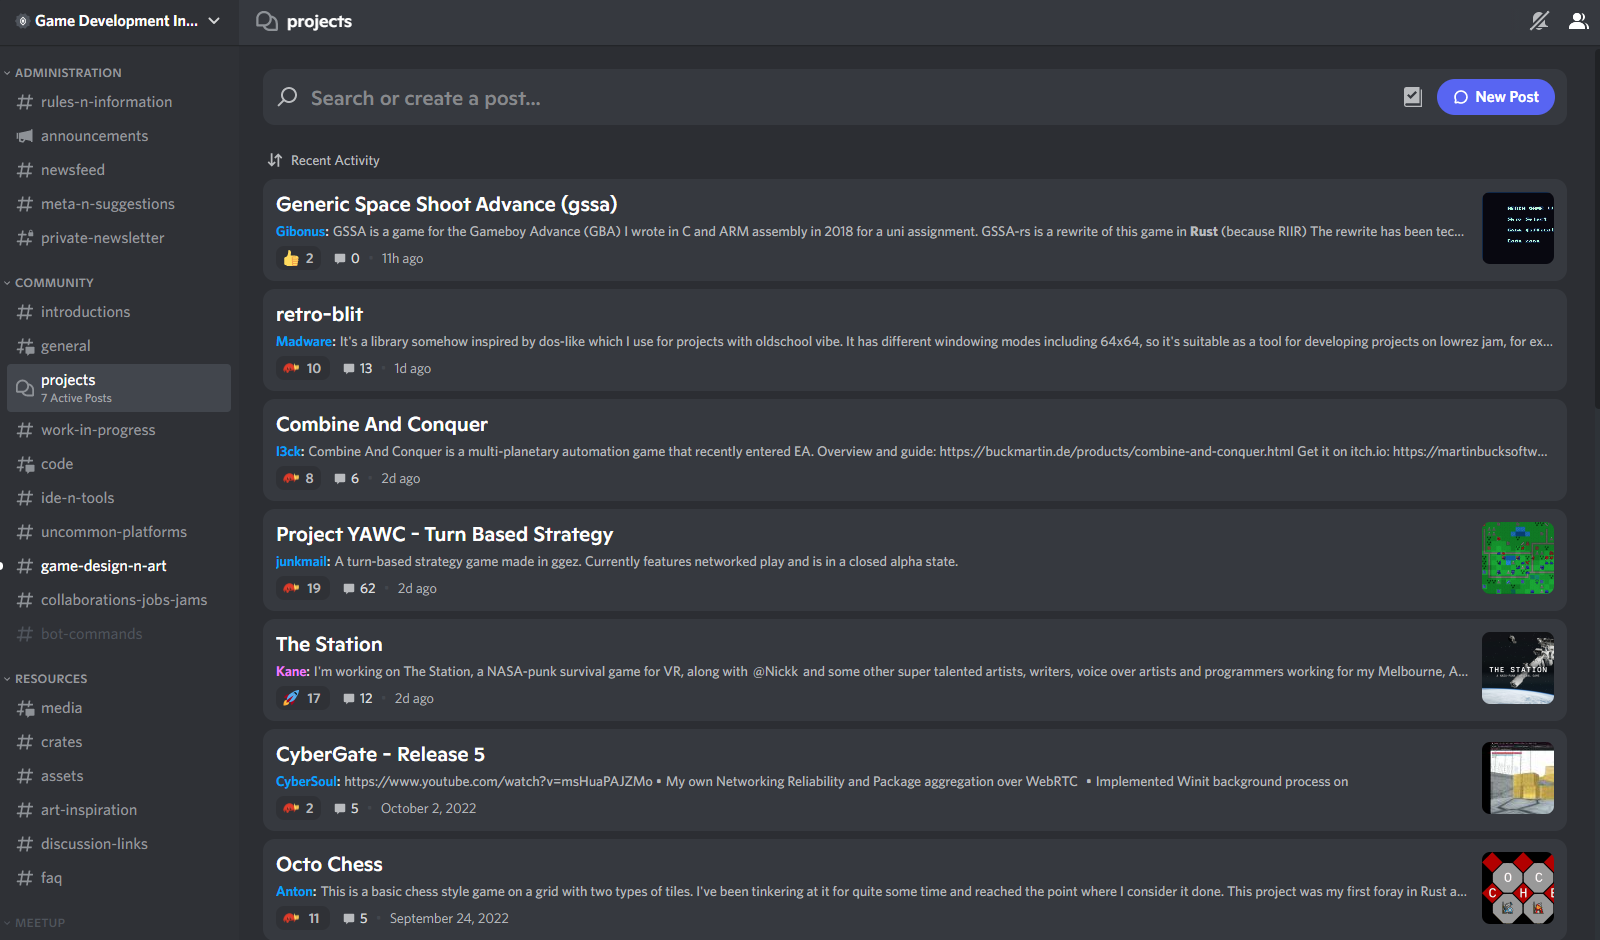 Game Development In...
projects
ADMINISTRATION
rules-n-information
announcements
newsfeed
meta-n-suggestions
private-newsletter
COMMUNITY
introductions
general
projects
7 Active Posts
work-in-progress
code
ide-n-tools
uncommon-platforms
game-design-n-art
collaborations-jobs-jams
bot-commands
RESOURCES
media
crates
assets
art-inspiration
discussion-links
faq
MEETUP
Search or create a post...
New Post
Recent Activity
Generic Space Shoot Advance (gssa)
Gibonus: GSSA is a game for the Gameboy Advance (GBA) I wrote in C and ARM assembly in 2018 for a uni assignment. GSSA-rs is a rewrite of this game in Rust (because RIIR) The rewrite has been tec...
2 0 • 11h ago
retro-blit
Madware: It's a library somehow inspired by dos-like which I use for projects with oldschool vibe. It has different windowing modes including 64x64, so it's suitable as a tool for developing projects on lowrez jam, for ex...
10 13 • 1d ago
Combine And Conquer
l3ck: Combine And Conquer is a multi-planetary automation game that recently entered EA. Overview and guide: https://buckmartin.de/products/combine-and-conquer.html Get it on itch.io: https://martinbucksoftw...
8 6 • 2d ago
Project YAWC - Turn Based Strategy
junkmail: A turn-based strategy game made in ggez. Currently features networked play and is in a closed alpha state.
19 62 • 2d ago
The Station
Kane: I'm working on The Station, a NASA-punk survival game for VR, along with @Nickk and some other super talented artists, writers, voice over artists and programmers working for my Melbourne, A...
17 12 • 2d ago
THE STATION
CyberGate - Release 5
CyberSoul: https://www.youtube.com/watch?v=msHuaPAJZMo • My own Networking Reliability and Package aggregation over WebRTC • Implemented Winit background process on
2 5 • October 2, 2022
Octo Chess
Anton: This is a basic chess style game on a grid with two types of tiles. I've been tinkering at it for quite some time and reached the point where I consider it done. This project was my first foray in Rust a...
11 5 • September 24, 2022
O C
C H E